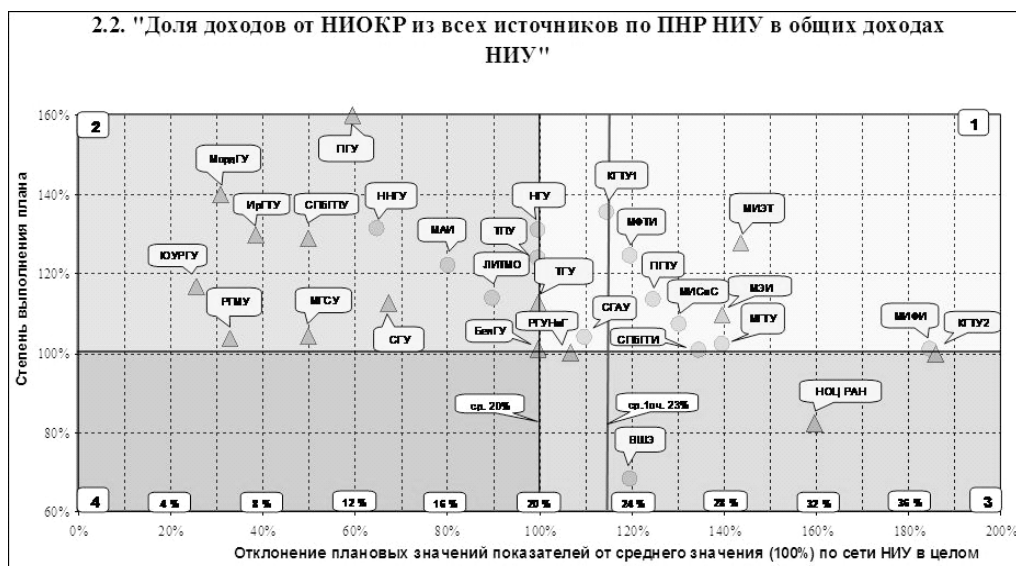 2.2. "Доля доходов от НИОКР из всех источников по ПНР НИУ в общих доходах
НИУ"
Степень выполнения плана
160%
140%
120%
100%
80%
60%
2
1
ПГУ
МордГУ
КГТУ1
ИрГТУ
СПБГПУ
ННГУ
НГУ
МФТИ
МИЭТ
МАИ
ТПУ
ЮУРГУ
ЛИТМО
ТГУ
ПГТУ
РГМУ
МГСУ
СГУ
БелГУ
РГУНиГ
СГАУ
МИСиС
МЭИ
СПБГТИ
МГТУ
МИФИ
КГТУ2
ср. 20%
ср.1оч. 23%
НОЦ РАН
ВШЭ
4
4 %
8 %
12 %
16 %
20 %
24 %
28 %
32 %
36 %
3
0%
20%
40%
60%
80%
100%
120%
140%
160%
180%
200%
Отклонение плановых значений показателей от среднего значения (100%) по сети НИУ в целом